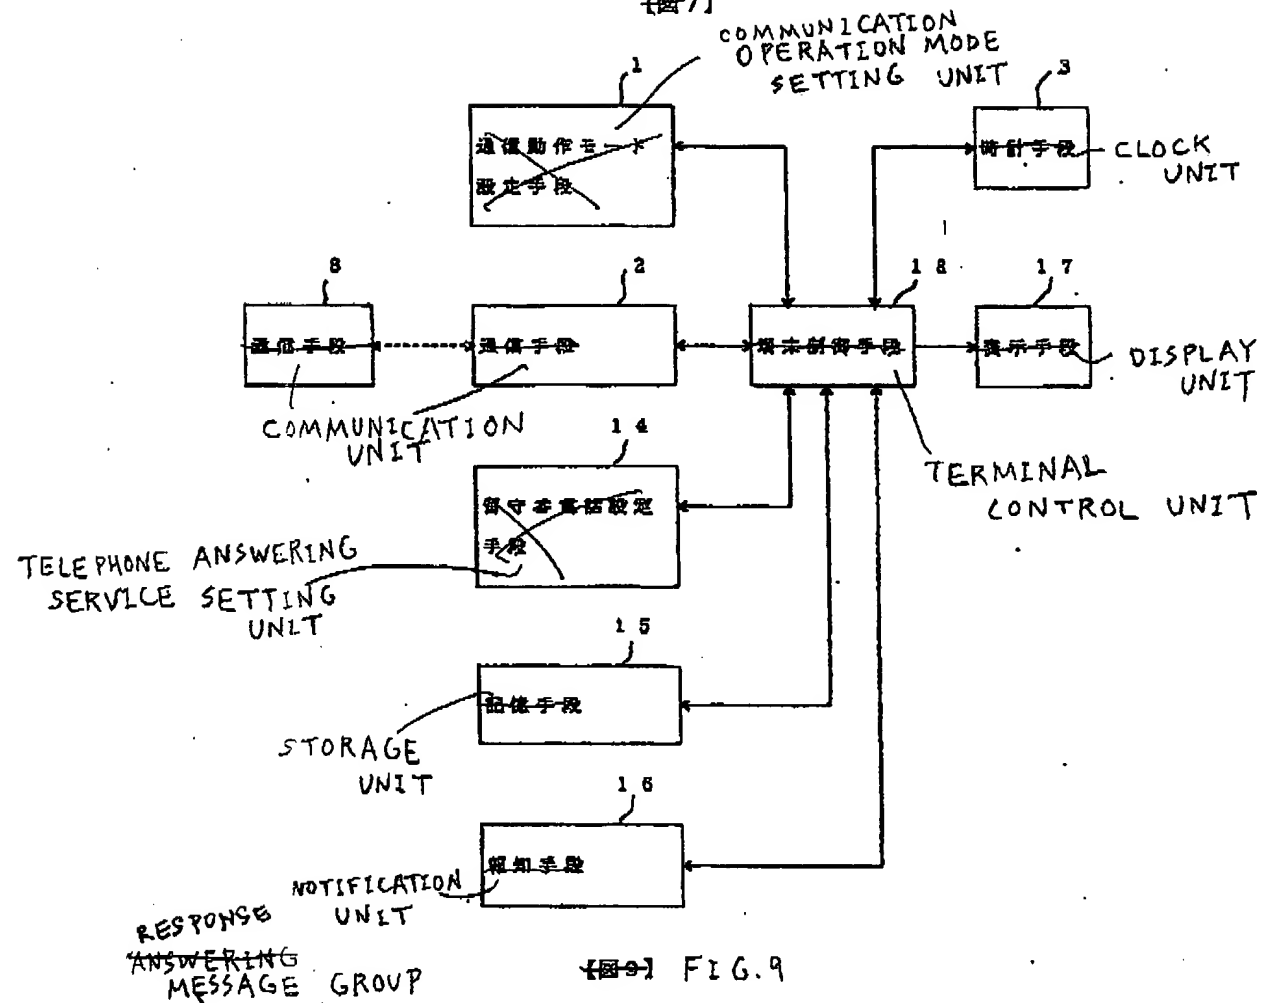 【図7】
COMMUNICATION
OPERATION MODE
SETTING UNIT
1
3
通信動作モード
設定手段
時計手段
CLOCK
UNIT
8
2
18
17
通信手段
通信手段
端末制御手段
表示手段
DISPLAY
UNIT
COMMUNICATION
UNIT
14
TERMINAL
CONTROL UNIT
留守番電話設定
手段
TELEPHONE ANSWERING
SERVICE SETTING
UNIT
15
記憶手段
STORAGE
UNIT
16
報知手段
NOTIFICATION
UNIT
RESPONSE
ANSWERING
MESSAGE GROUP
【図9】 FIG.9